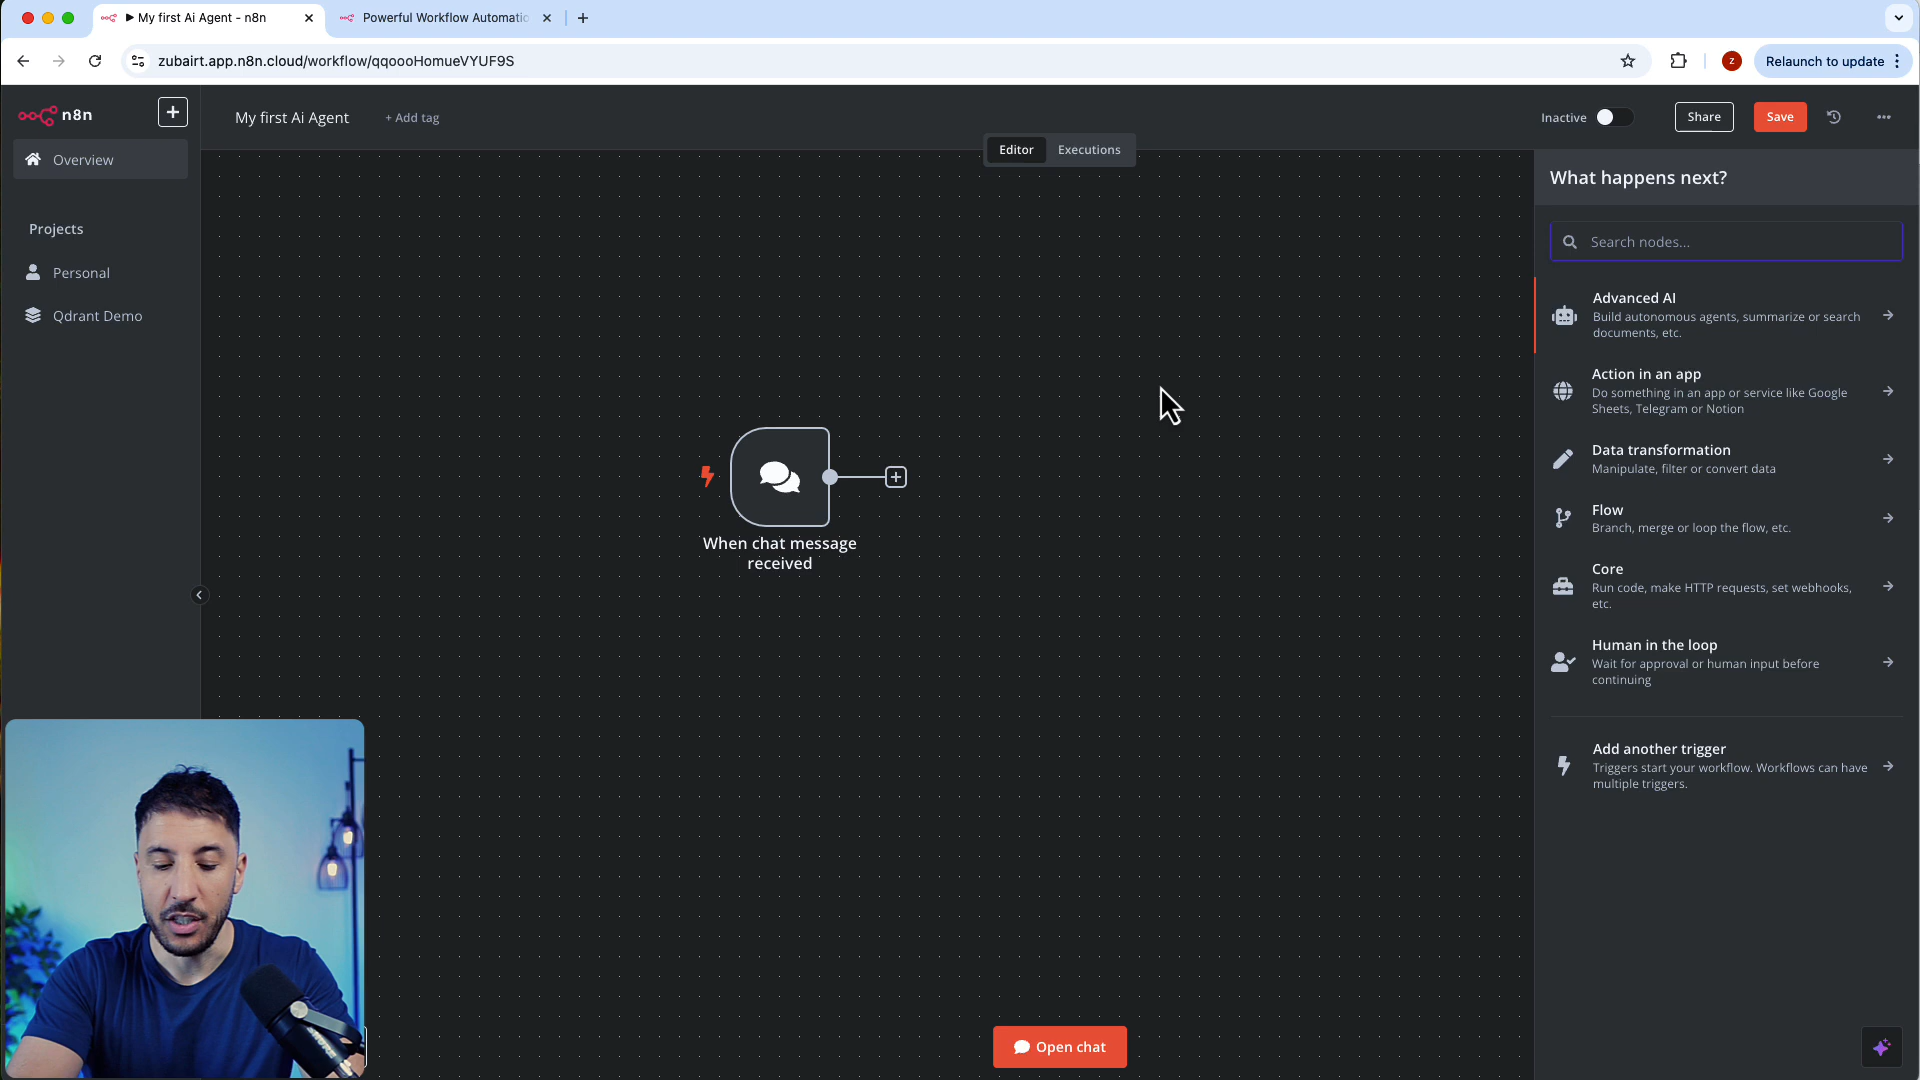 My first Ai Agent - n8n
Powerful Workflow Automatio
zubairt.app.n8n.cloud/workflow/qqoooHomueVYUF9S
z
Relaunch to update
n8n
My first Ai Agent
+ Add tag
Inactive
Share
Save
Editor
Executions
Overview
Projects
Personal
Qdrant Demo
When chat message
received
Open chat
What happens next?
Search nodes...
Advanced AI
Build autonomous agents, summarize or search
documents, etc.
Action in an app
Do something in an app or service like Google
Sheets, Telegram or Notion
Data transformation
Manipulate, filter or convert data
Flow
Branch, merge or loop the flow, etc.
Core
Run code, make HTTP requests, set webhooks,
etc.
Human in the loop
Wait for approval or human input before
continuing
Add another trigger
Triggers start your workflow. Workflows can have
multiple triggers.